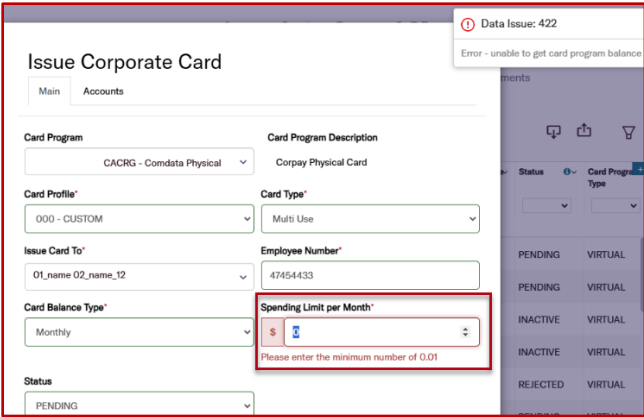 Data Issue: 422
Error - unable to get card program balance
Issue Corporate Card
Main Accounts
ments
Card Program Card Program Description
CACRG - Comdata Physical Corpay Physical Card
Card Profile* Card Type*
000 - CUSTOM Multi Use
Issue Card To* Employee Number*
01_name 02_name_12 47454433
Card Balance Type* Spending Limit per Month*
Monthly $ 0
Please enter the minimum number of 0.01
Status
PENDING
Status Card Progra
Type
PENDING VIRTUAL
PENDING VIRTUAL
INACTIVE VIRTUAL
INACTIVE VIRTUAL
REJECTED VIRTUAL